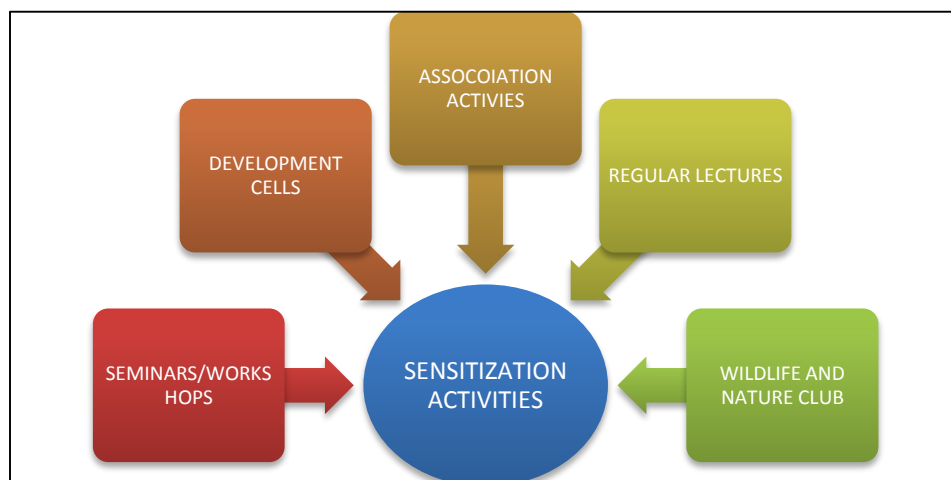 ASSOCOIATION
ACTIVIES
DEVELOPMENT
CELLS
REGULAR LECTURES
SEMINARS/WORKS
HOPS
SENSITIZATION
ACTIVITIES
WILDLIFE AND
NATURE CLUB